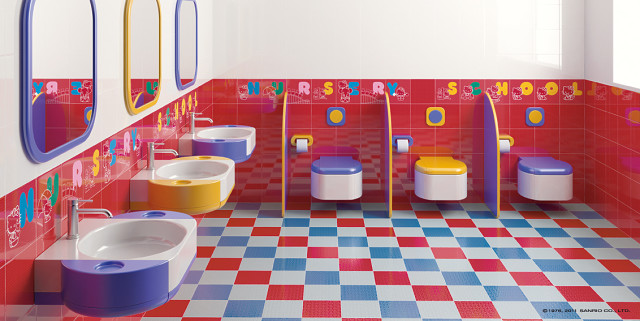 NURSERY
NURSERY SCHOOL
© 1976, 2011 SANRIO CO., LTD.